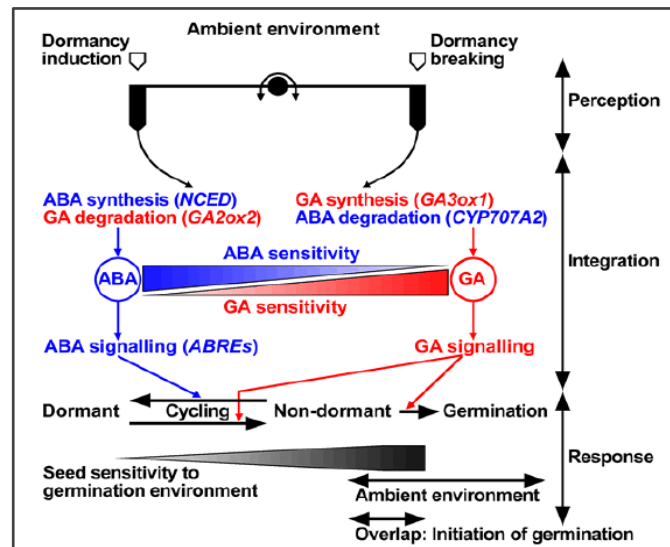 Ambient environment
Dormancy
induction
Dormancy
breaking
Perception
ABA synthesis (NCED)
GA degradation (GA2ox2)
GA synthesis (GA3ox1)
ABA degradation (CYP707A2)
ABA sensitivity
Integration
ABA
GA
GA sensitivity
ABA signalling (ABREs)
GA signalling
Dormant
Cycling
Non-dormant
Germination
Response
Seed sensitivity to
germination environment
Ambient environment
Overlap: Initiation of germination